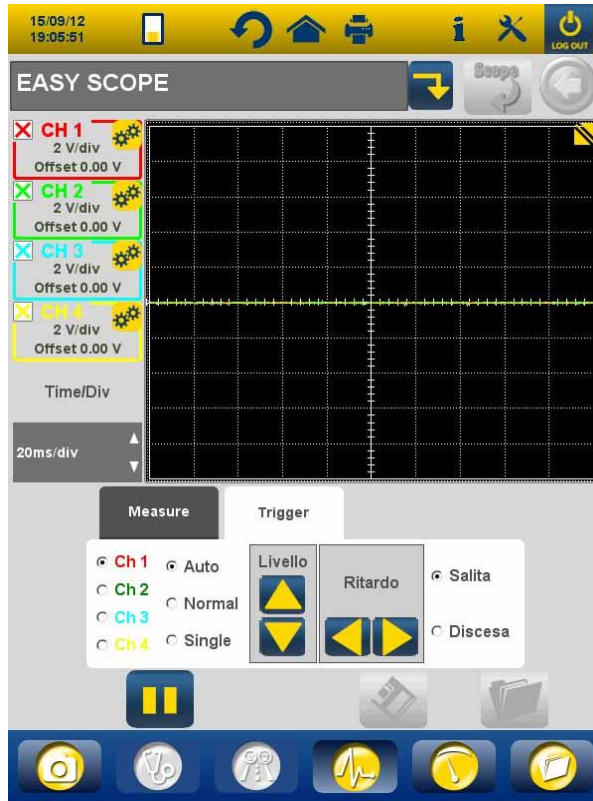 15/09/12
19:05:51
i
LOG OUT
EASY SCOPE
Scope
CH 1
2 V/div
Offset 0.00 V
CH 2
2 V/div
Offset 0.00 V
CH 3
2 V/div
Offset 0.00 V
CH 4
2 V/div
Offset 0.00 V
Time/Div
20ms/div
Measure
Trigger
Ch 1
Ch 2
Ch 3
Ch 4
Auto
Normal
Single
Livello
Ritardo
Salita
Discesa